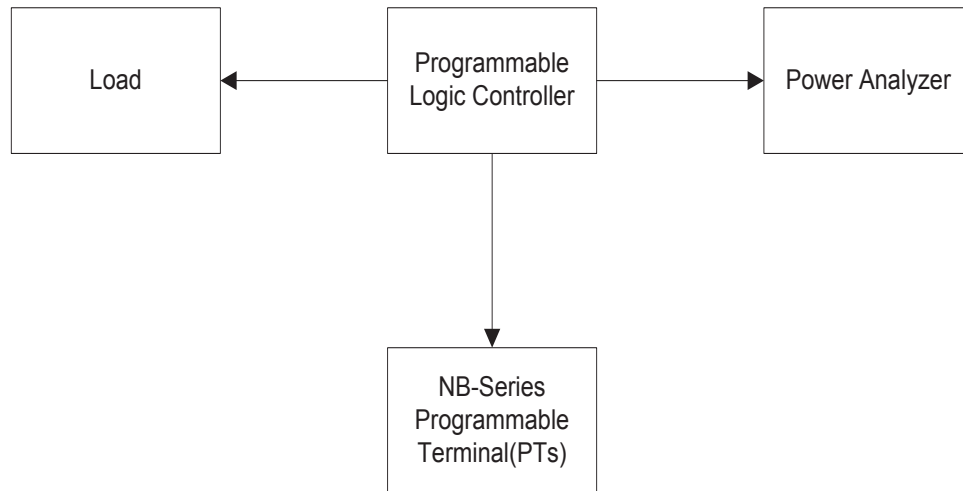 Load
Programmable
Logic Controller
Power Analyzer
NB-Series
Programmable
Terminal(PTs)